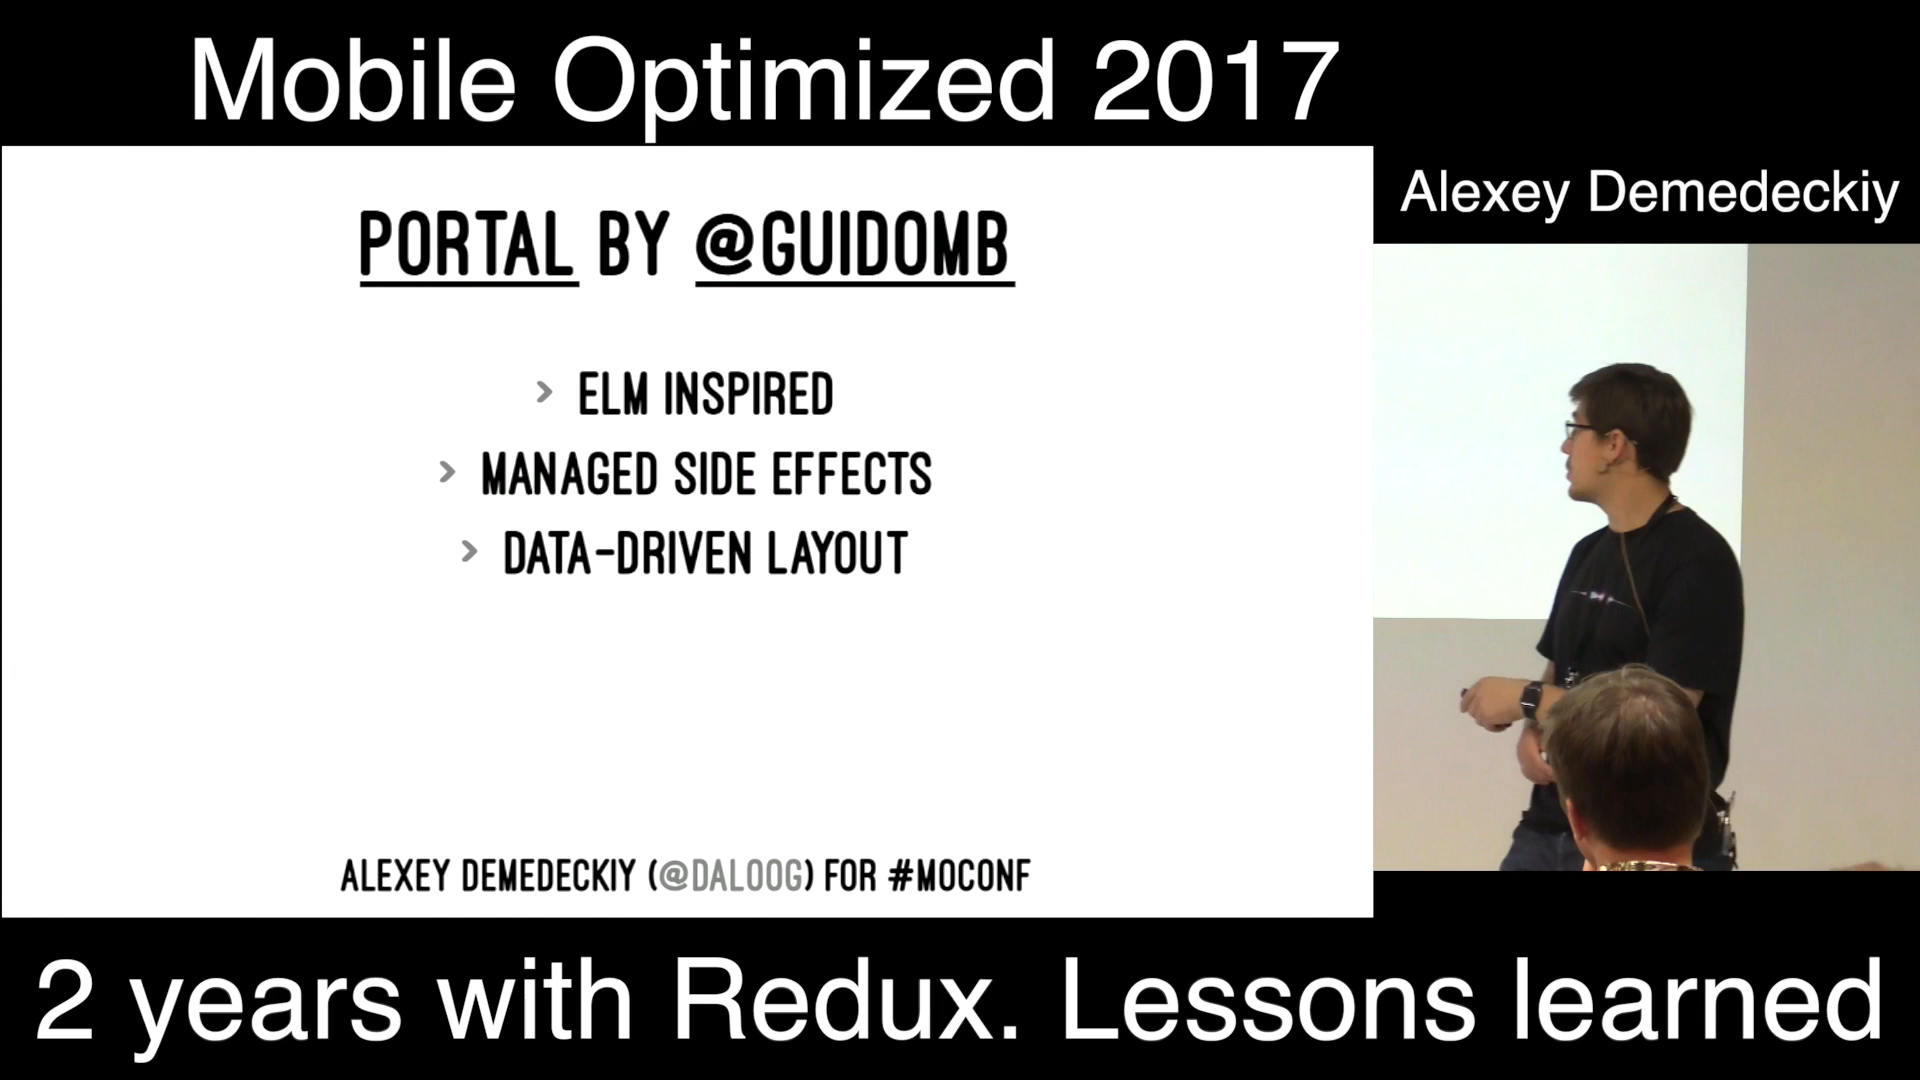 Mobile Optimized 2017
Alexey Demedeckiy
PORTAL BY @GUIDOMB
> ELM INSPIRED
> MANAGED SIDE EFFECTS
> DATA-DRIVEN LAYOUT
ALEXEY DEMEDECKIY (@DALOOG) FOR #MOCONF
2 years with Redux. Lessons learned